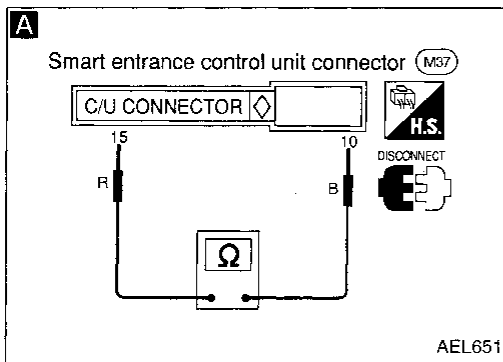 A
Smart entrance control unit connector M37
C/U CONNECTOR
H.S.
15
10
DISCONNECT
R
B
Ω
AEL651